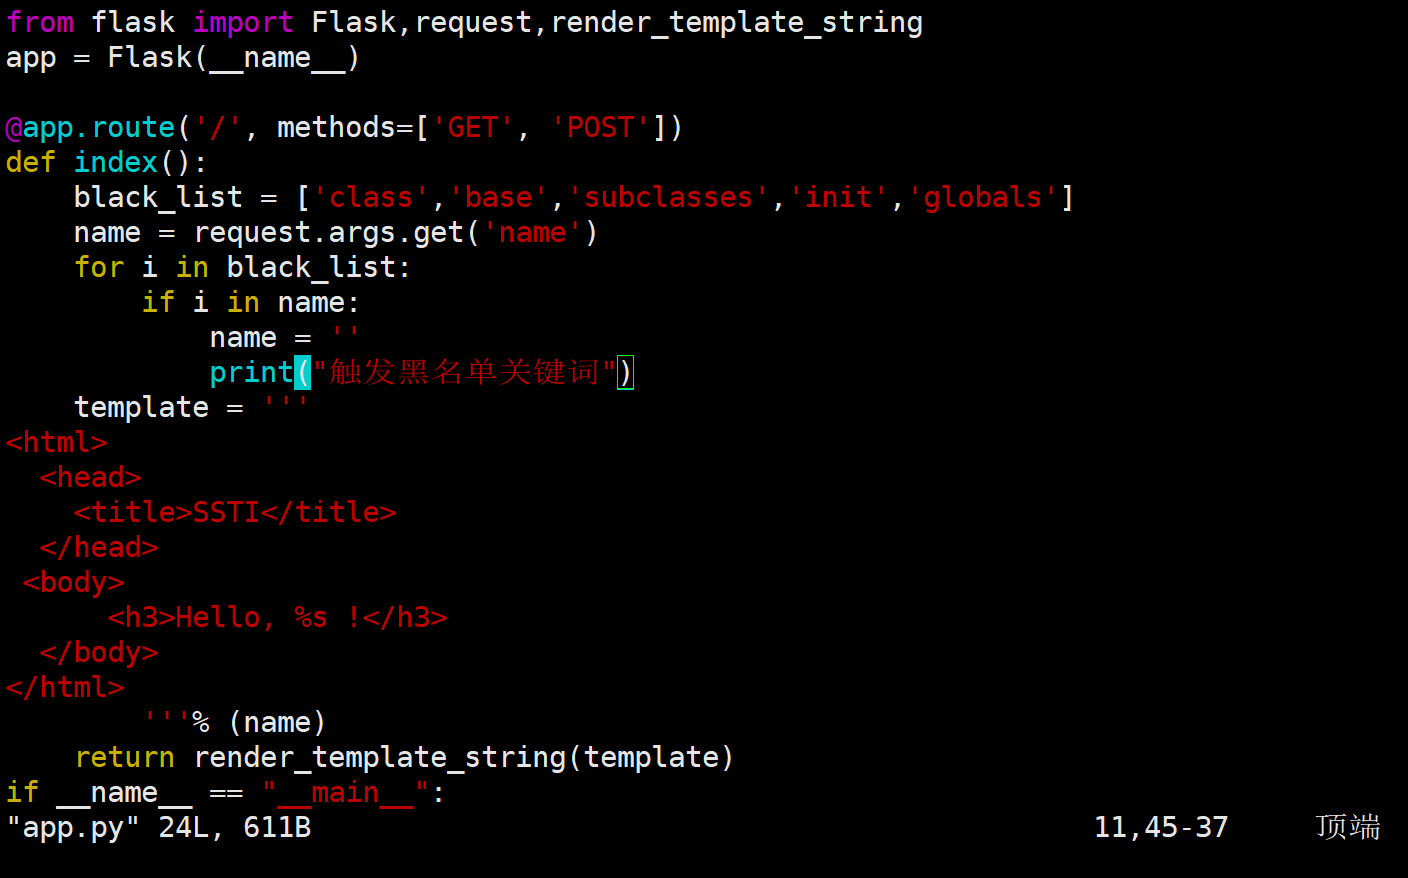 from flask import Flask,request,render_template_string
app = Flask(__name__)

@app.route('/', methods=['GET', 'POST'])
def index():
    black_list = ['class','base','subclasses','init','globals']
    name = request.args.get('name')
    for i in black_list:
        if i in name:
            name = ''
            print("触发黑名单关键词")
    template = '''
<html>
  <head>
    <title>SSTI</title>
  </head>
 <body>
      <h3>Hello, %s !</h3>
  </body>
</html>
        '''% (name)
    return render_template_string(template)
if __name__ == "__main__":
"app.py" 24L, 611B 11,45-37 顶端